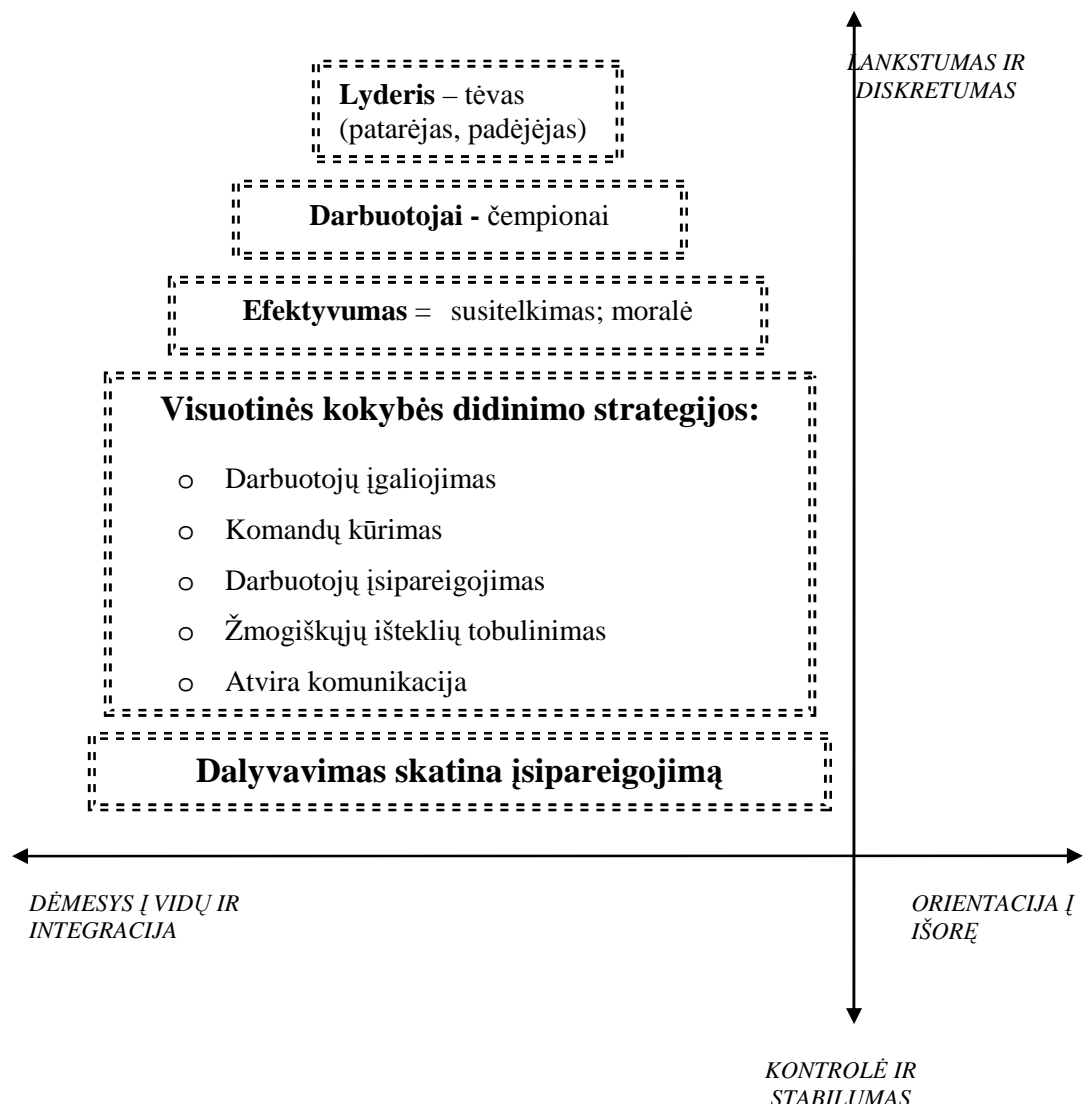 LANKSTUMAS IR
DISKRETUMAS
Lyderis – tėvas
(patarėjas, padėjėjas)
Darbuotojai - čempionai
Efektyvumas = susitelkimas; moralė
Visuotinės kokybės didinimo strategijos:
o Darbuotojų įgaliojimas
o Komandų kūrimas
o Darbuotojų įsipareigojimas
o Žmogiškųjų išteklių tobulinimas
o Atvira komunikacija
Dalyvavimas skatina įsipareigojimą
DĖMESYS Į VIDŲ IR
INTEGRACIJA
ORIENTACIJA Į
IŠORĘ
KONTROLĖ IR
STABILUMAS